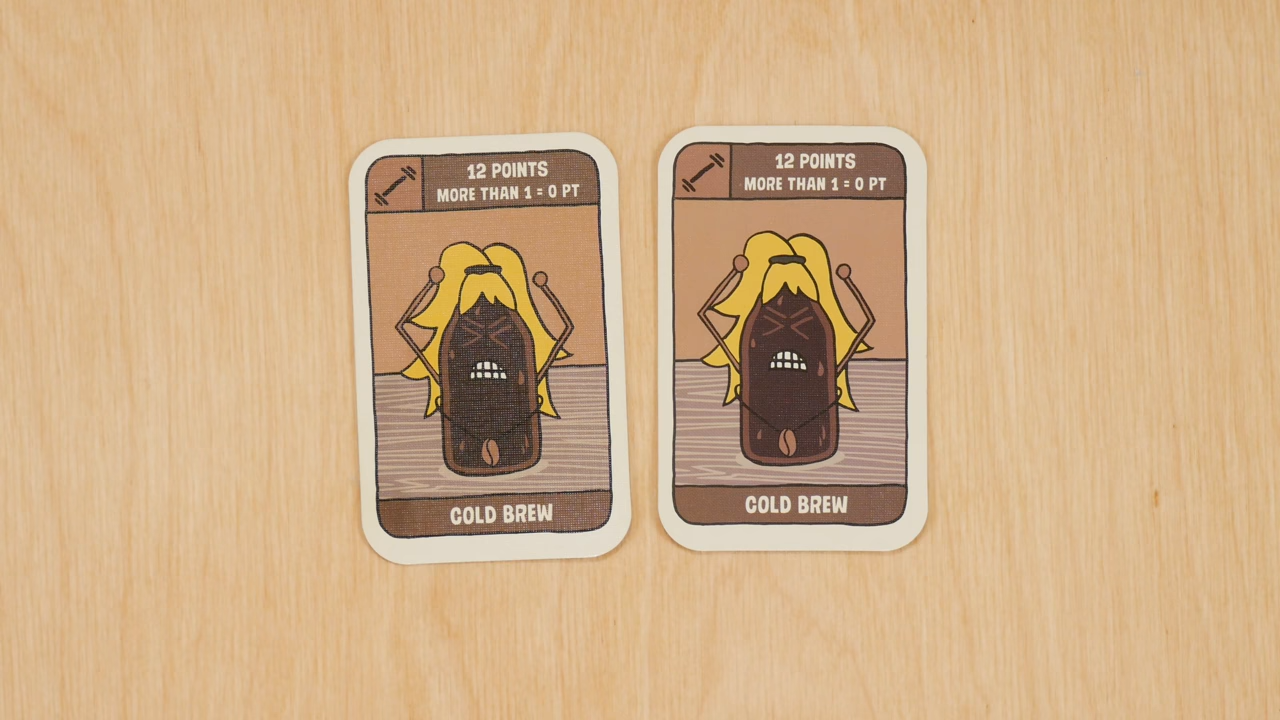 12 POINTS
MORE THAN 1 = 0 PT
COLD BREW
12 POINTS
MORE THAN 1 = 0 PT
COLD BREW